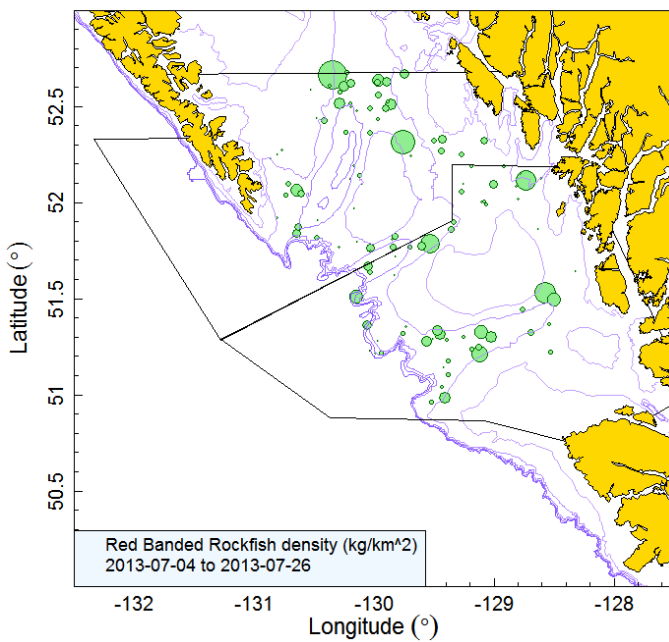 52.5
52
51.5
51
50.5
Latitude (°)
Red Banded Rockfish density (kg/km^2)
2013-07-04 to 2013-07-26
-132 -131 -130 -129 -128
Longitude (°)